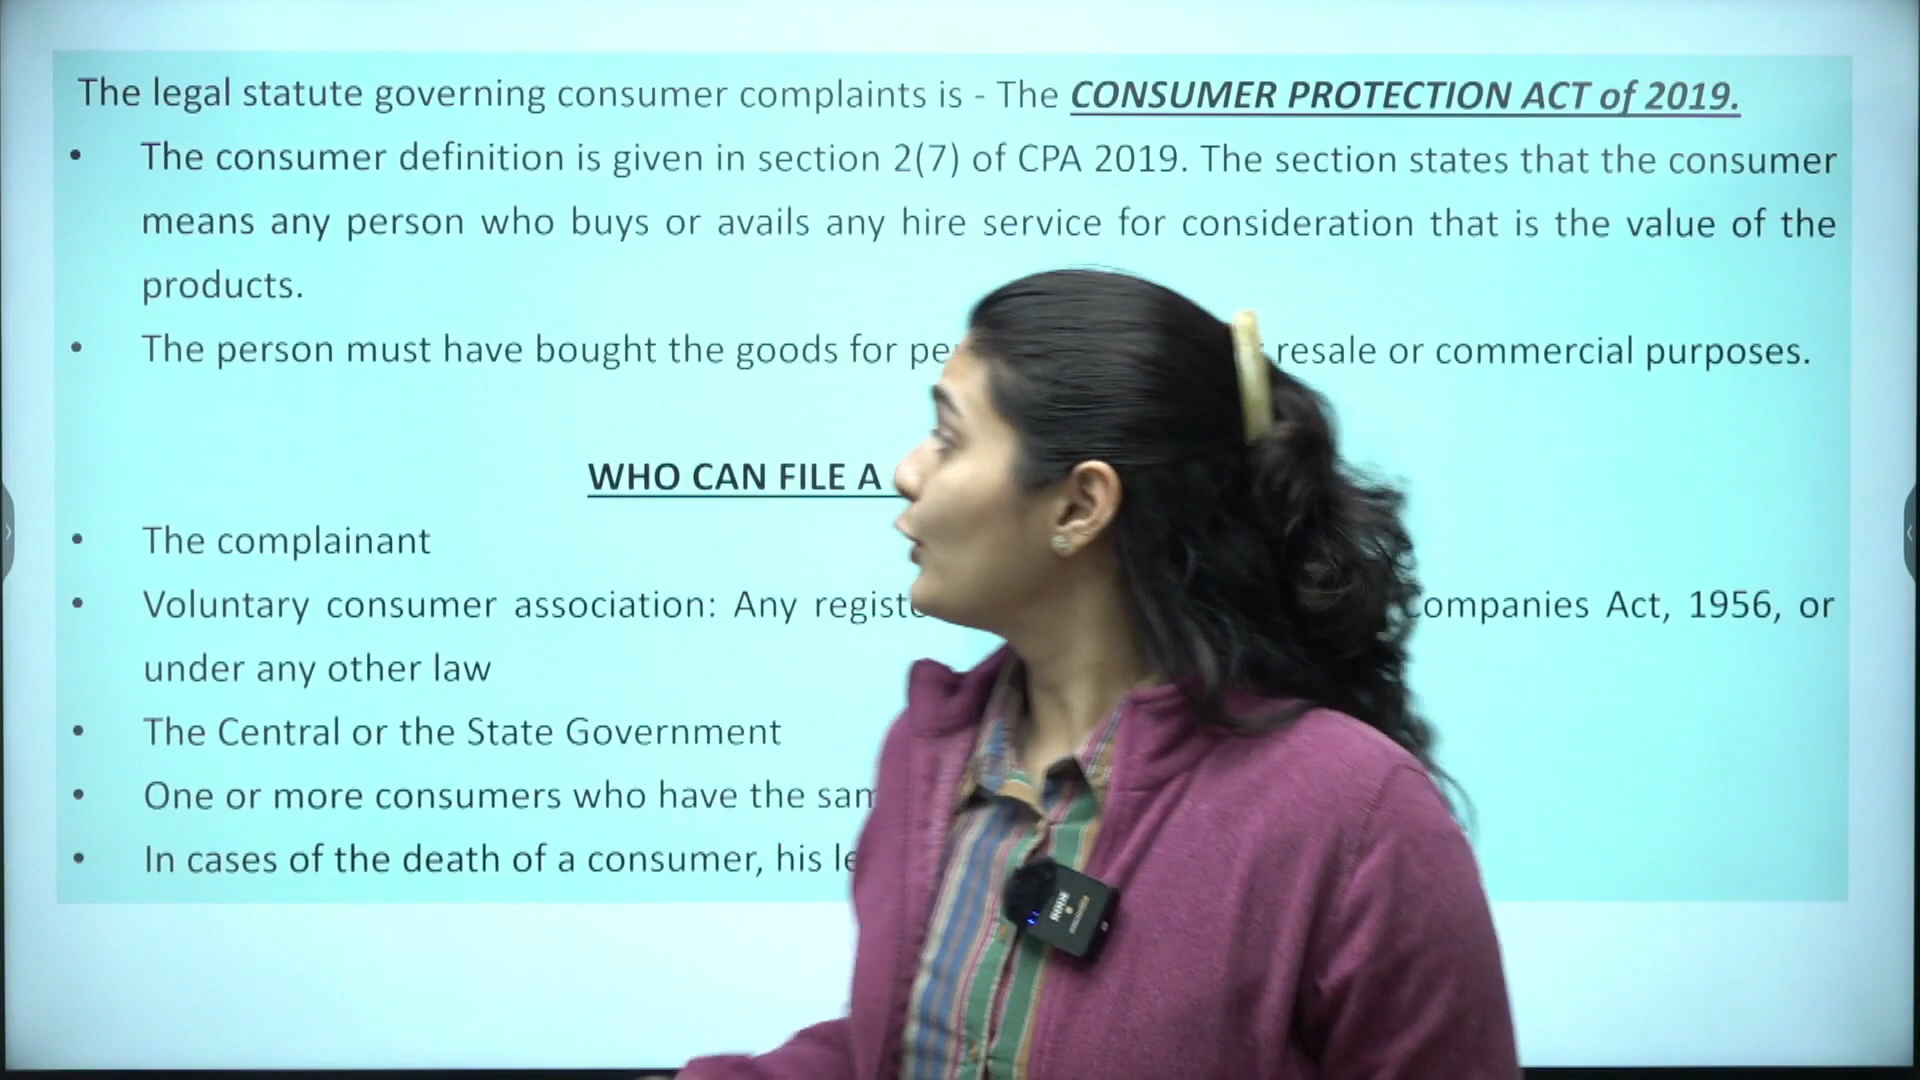 The legal statute governing consumer complaints is - The CONSUMER PROTECTION ACT of 2019.
• The consumer definition is given in section 2(7) of CPA 2019. The section states that the consumer
means any person who buys or avails any hire service for consideration that is the value of the
products.
• The person must have bought the goods for resale or commercial purposes.
WHO CAN FILE A
• The complainant
• Voluntary consumer association: Any Companies Act, 1956, or
under any other law
• The Central or the State Government
• One or more consumers who have the
• In cases of the death of a consumer, his